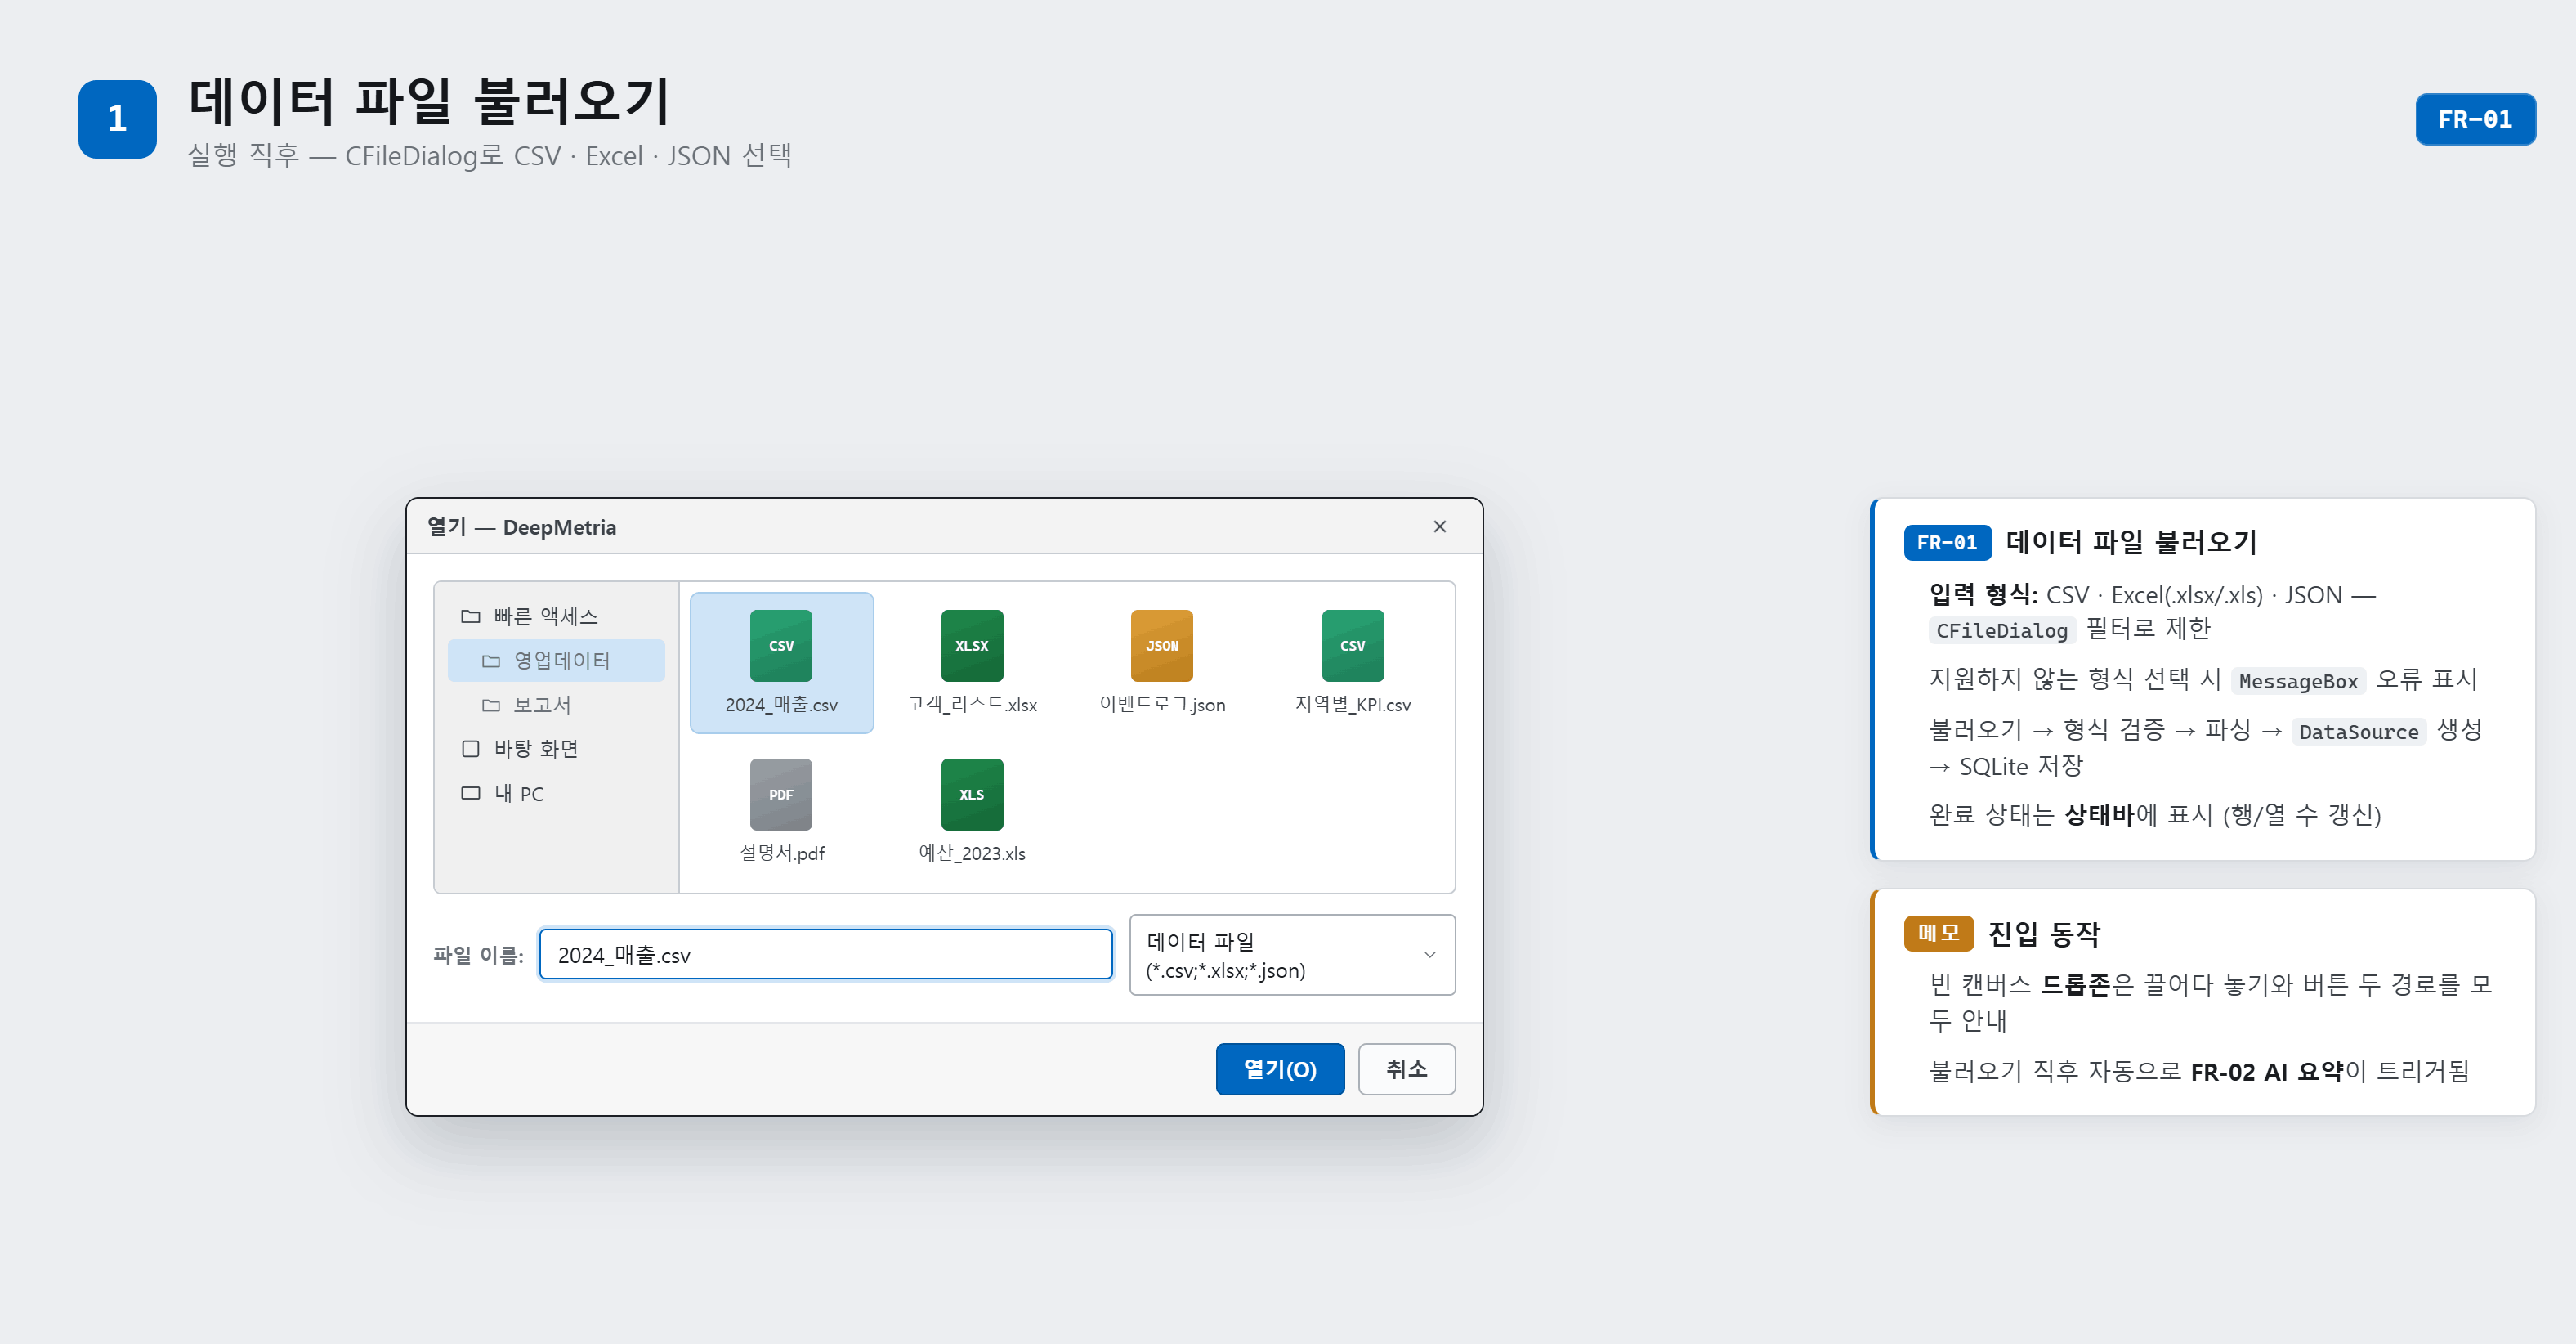 1
데이터 파일 불러오기
실행 직후 — CFileDialog로 CSV · Excel · JSON 선택
FR-01
열기 — DeepMetria
빠른 액세스
영업데이터
보고서
바탕 화면
내 PC
CSV
XLSX
JSON
CSV
2024_매출.csv
고객_리스트.xlsx
이벤트로그.json
지역별_KPI.csv
PDF
XLS
설명서.pdf
예산_2023.xls
파일 이름:
2024_매출.csv
데이터 파일
(*.csv;*.xlsx;*.json)
열기(O)
취소
FR-01 데이터 파일 불러오기
입력 형식: CSV · Excel(.xlsx/.xls) · JSON —
CFileDialog 필터로 제한
지원하지 않는 형식 선택 시 MessageBox 오류 표시
불러오기 → 형식 검증 → 파싱 → DataSource 생성
→ SQLite 저장
완료 상태는 상태바에 표시 (행/열 수 갱신)
메모 진입 동작
빈 캔버스 드롭존은 끌어다 놓기와 버튼 두 경로를 모
두 안내
불러오기 직후 자동으로 FR-02 AI 요약이 트리거됨